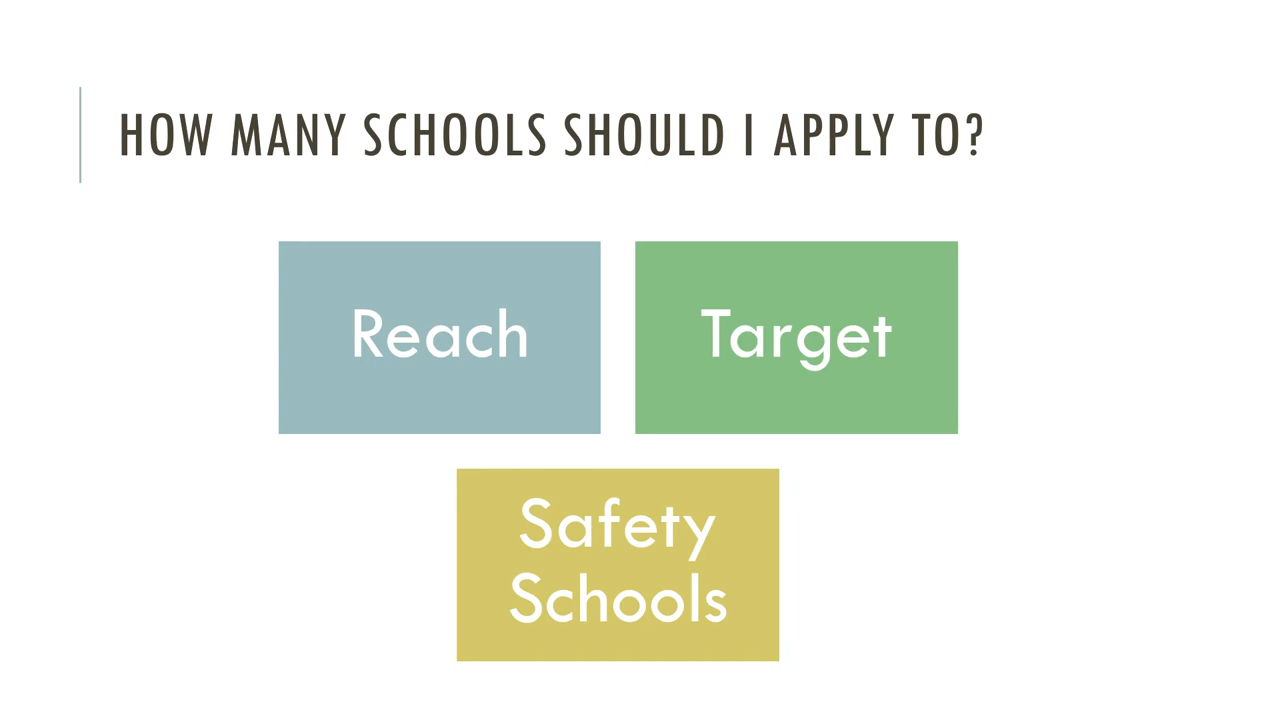 HOW MANY SCHOOLS SHOULD I APPLY TO?
Reach
Target
Safety
Schools